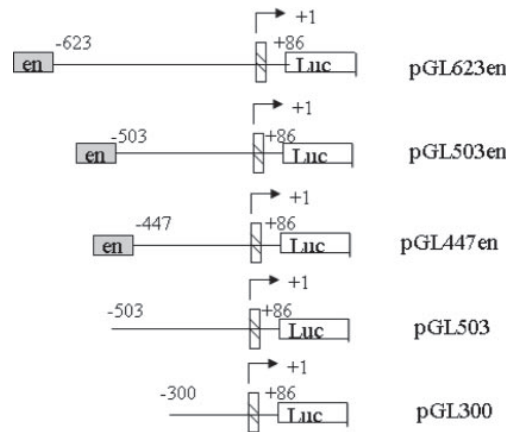 +1
-623 +86
en Luc pGL623en
+1
-503 +86
en Luc pGL503en
+1
-447 +86
en Luc pGL447en
+1
-503 +86
Luc pGL503
+1
-300 +86
Luc pGL300